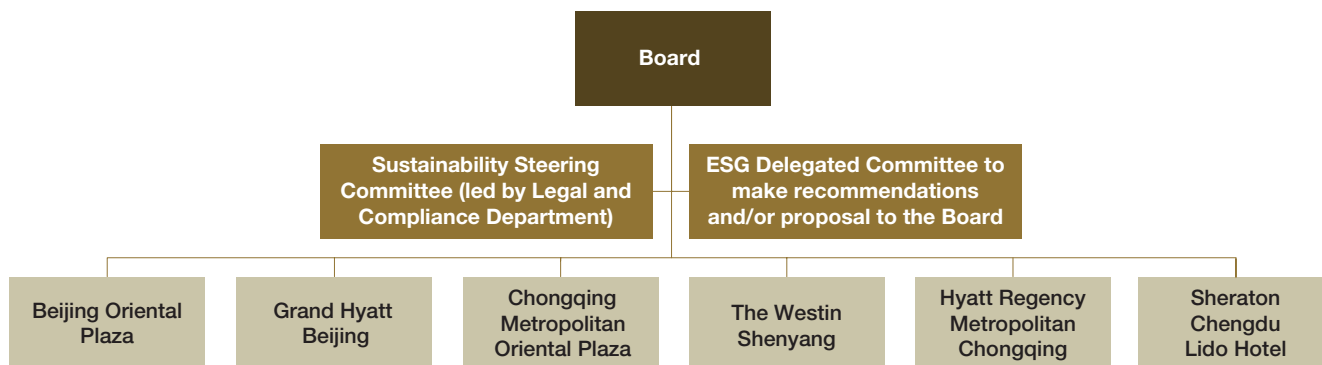 Board
Sustainability Steering
Committee (led by Legal and
Compliance Department)
ESG Delegated Committee to
make recommendations
and/or proposal to the Board
Beijing Oriental
Plaza
Grand Hyatt
Beijing
Chongqing
Metropolitan
Oriental Plaza
The Westin
Shenyang
Hyatt Regency
Metropolitan
Chongqing
Sheraton
Chengdu
Lido Hotel